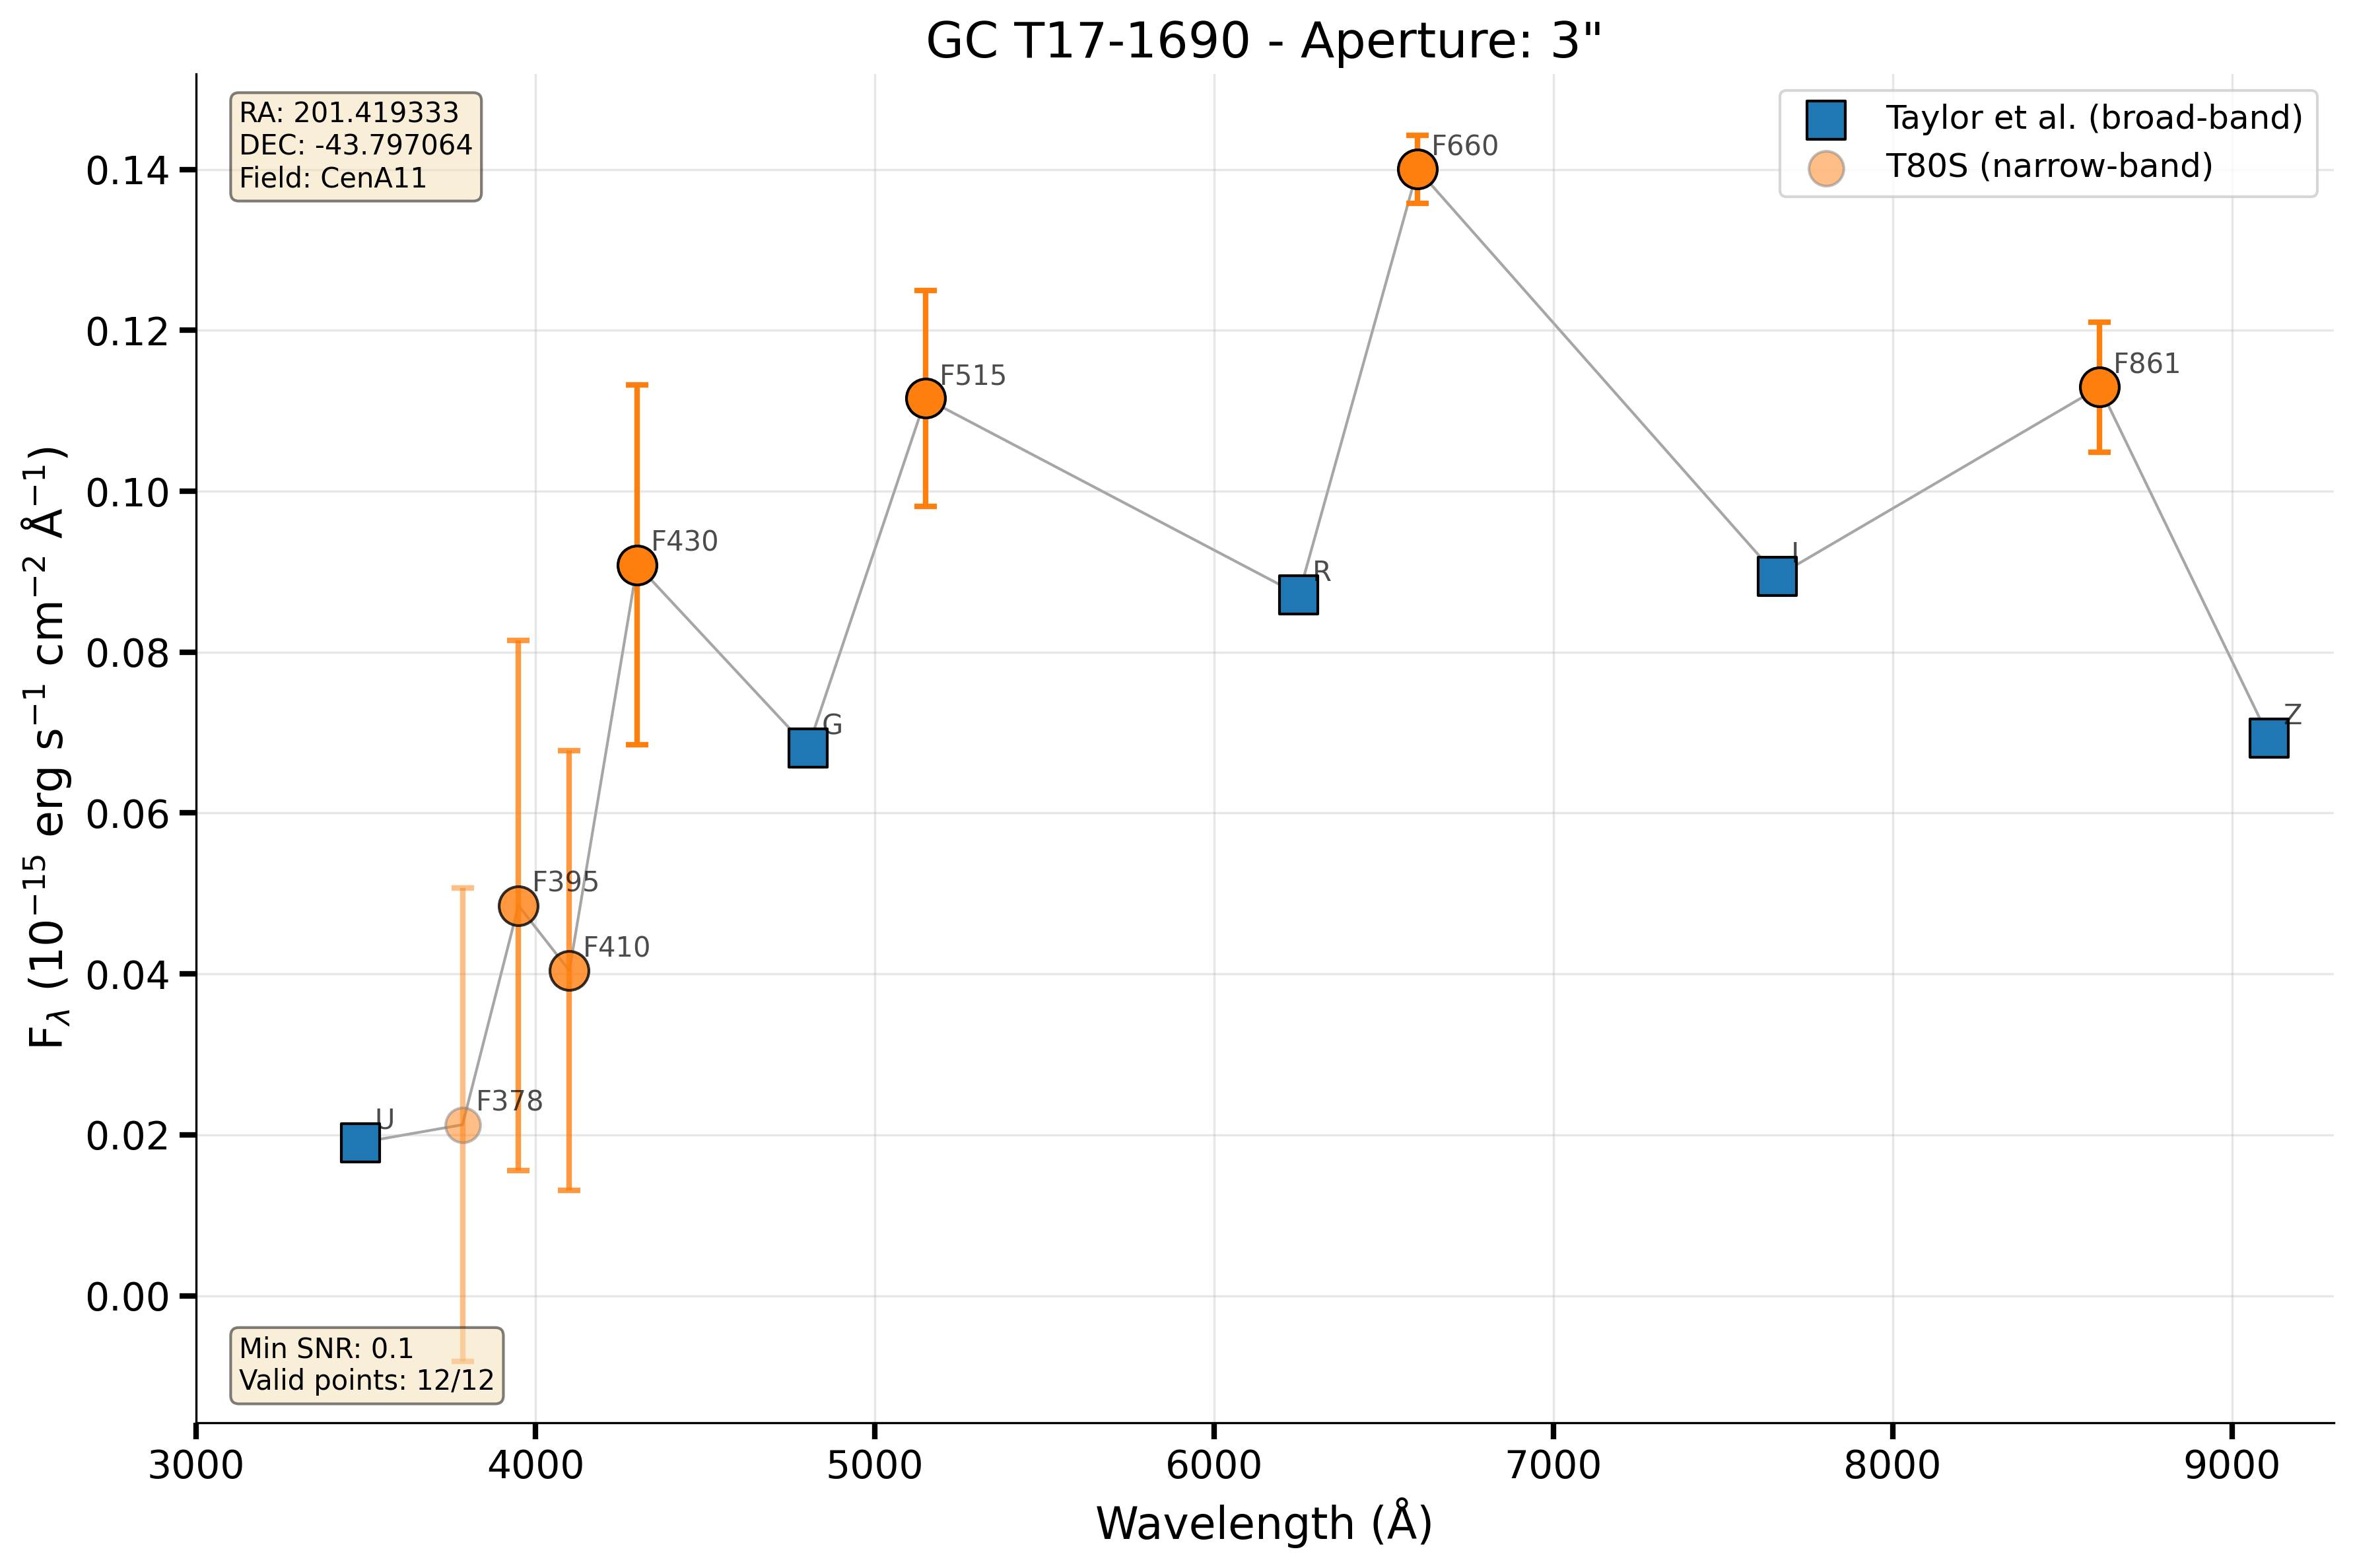 GC T17-1690 - Aperture: 3"
RA: 201.419333
DEC: -43.797064
Field: CenA11
Taylor et al. (broad-band)
T80S (narrow-band)
F660
F861
F515
F430
I
R
G
Z
F395
F410
F378
U
Min SNR: 0.1
Valid points: 12/12
0.14
0.12
0.10
0.08
0.06
0.04
0.02
0.00
F$_{λ}$ (10$^{−15}$ erg s$^{−1}$ cm$^{−2}$ Å$^{−1}$)
3000 4000 5000 6000 7000 8000 9000
Wavelength (Å)